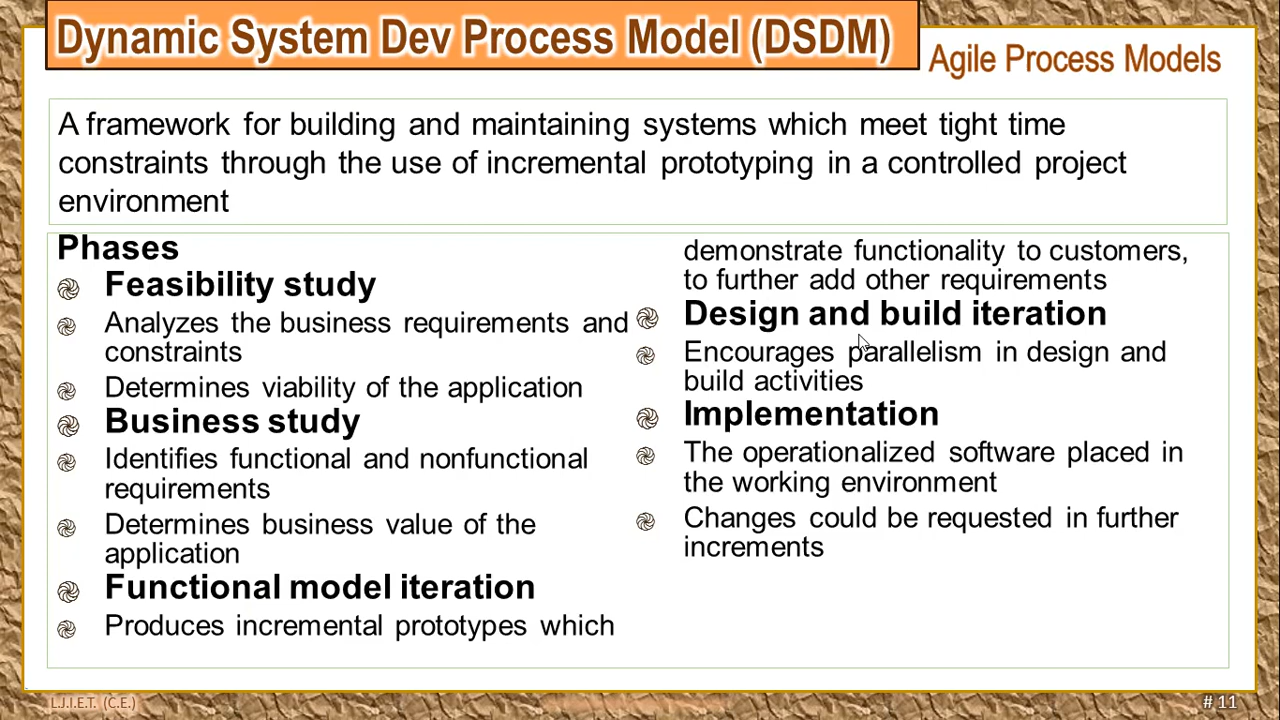 Dynamic System Dev Process Model (DSDM)
Agile Process Models
A framework for building and maintaining systems which meet tight time
constraints through the use of incremental prototyping in a controlled project
environment
Phases
Feasibility study
Analyzes the business requirements and
constraints
Determines viability of the application
Business study
Identifies functional and nonfunctional
requirements
Determines business value of the
application
Functional model iteration
Produces incremental prototypes which
demonstrate functionality to customers,
to further add other requirements
Design and build iteration
Encourages parallelism in design and
build activities
Implementation
The operationalized software placed in
the working environment
Changes could be requested in further
increments
L.J.I.E.T. (C.E.)
# 11